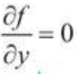 ∂f/∂y = 0